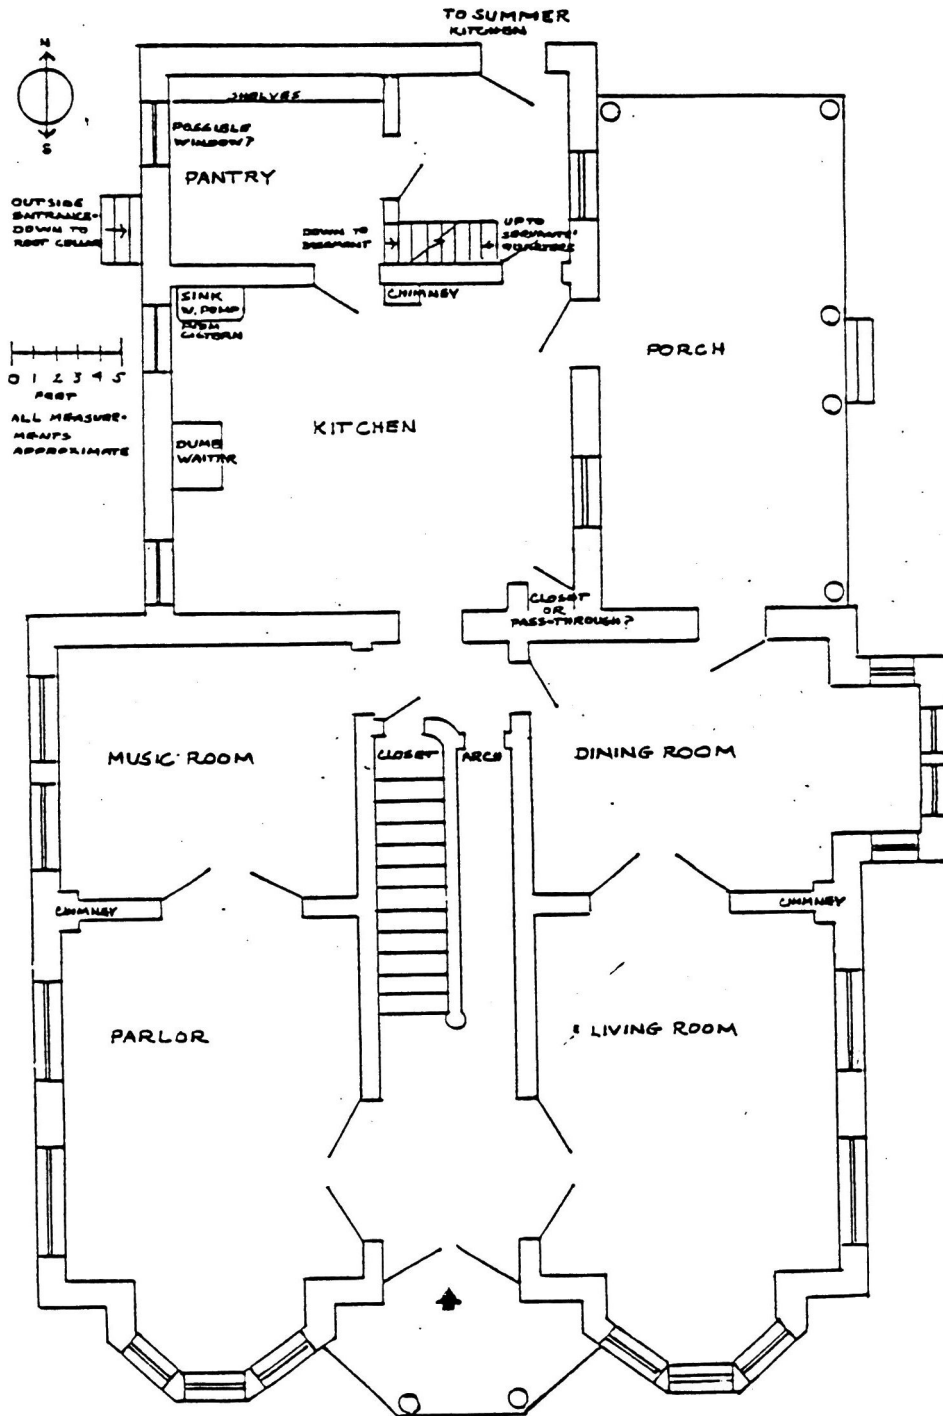 TO SUMMER
KITCHEN
N
S
SHELVES
POSSIBLE
WINDOW?
PANTRY
OUTSIDE
ENTRANCE-
DOWN TO
ROOT CELLAR
DOWN TO
BASEMENT
UP TO
SERVANTS'
QUARTERS
SINK
W. PUMP
FROM
CISTERN
CHIMNEY
PORCH
0 1 2 3 4 5
FEET
ALL MEASURE-
MENTS
APPROXIMATE
KITCHEN
DUMB
WAITER
CLOSET
OR
PASS-THROUGH?
MUSIC ROOM
CLOSET
ARCH
DINING ROOM
CHIMNEY
CHIMNEY
PARLOR
LIVING ROOM